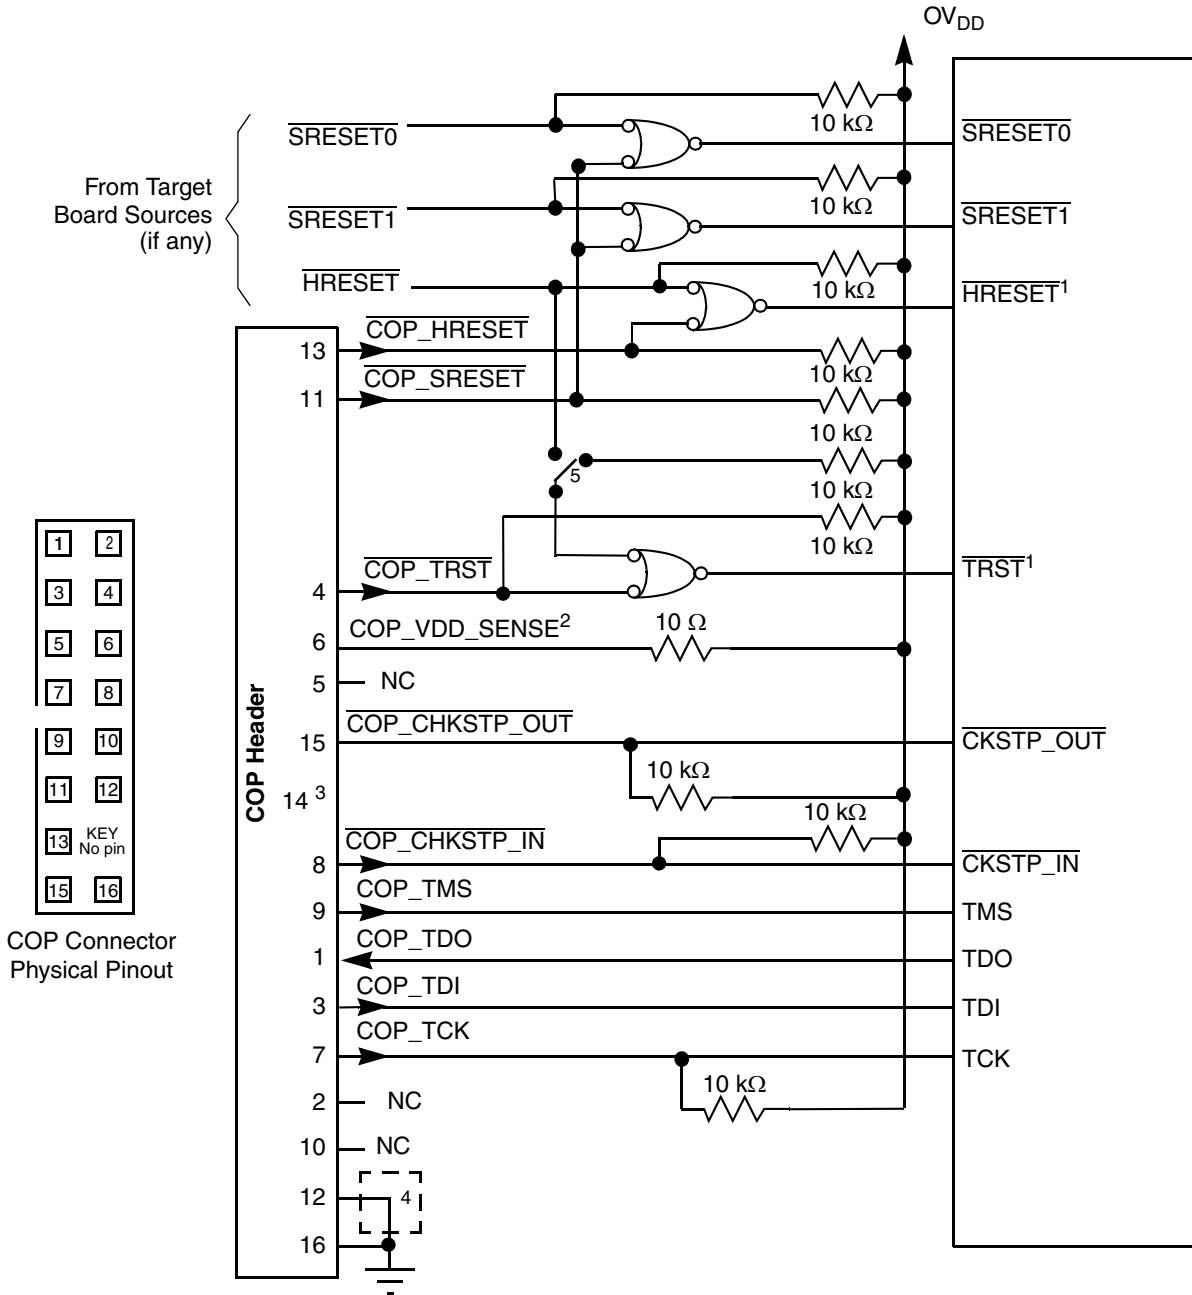 OVDD
10 kΩ
SRESET0
SRESET0
10 kΩ
From Target
Board Sources
(if any)
SRESET1
SRESET1
10 kΩ
HRESET
HRESET1
COP_HRESET
13
10 kΩ
COP_SRESET
11
10 kΩ
5
10 kΩ
10 kΩ
COP_TRST
4
TRST1
COP_VDD_SENSE2
10 Ω
6
5
NC
COP_CHKSTP_OUT
15
CKSTP_OUT
10 kΩ
14 3
10 kΩ
COP_CHKSTP_IN
8
CKSTP_IN
COP_TMS
9
TMS
COP_TDO
1
TDO
COP_TDI
3
TDI
COP_TCK
7
TCK
10 kΩ
2
NC
10
NC
12
4
16
COP Header
1 2
3 4
5 6
7 8
9 10
11 12
13 KEY
No pin
15 16
COP Connector
Physical Pinout